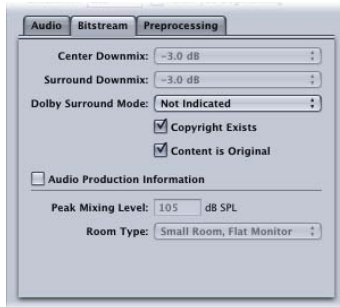 Audio Bitstream Preprocessing
Center Downmix: -3.0 dB
Surround Downmix: -3.0 dB
Dolby Surround Mode: Not Indicated
Copyright Exists
Content is Original
Audio Production Information
Peak Mixing Level: 105 dB SPL
Room Type: Small Room, Flat Monitor